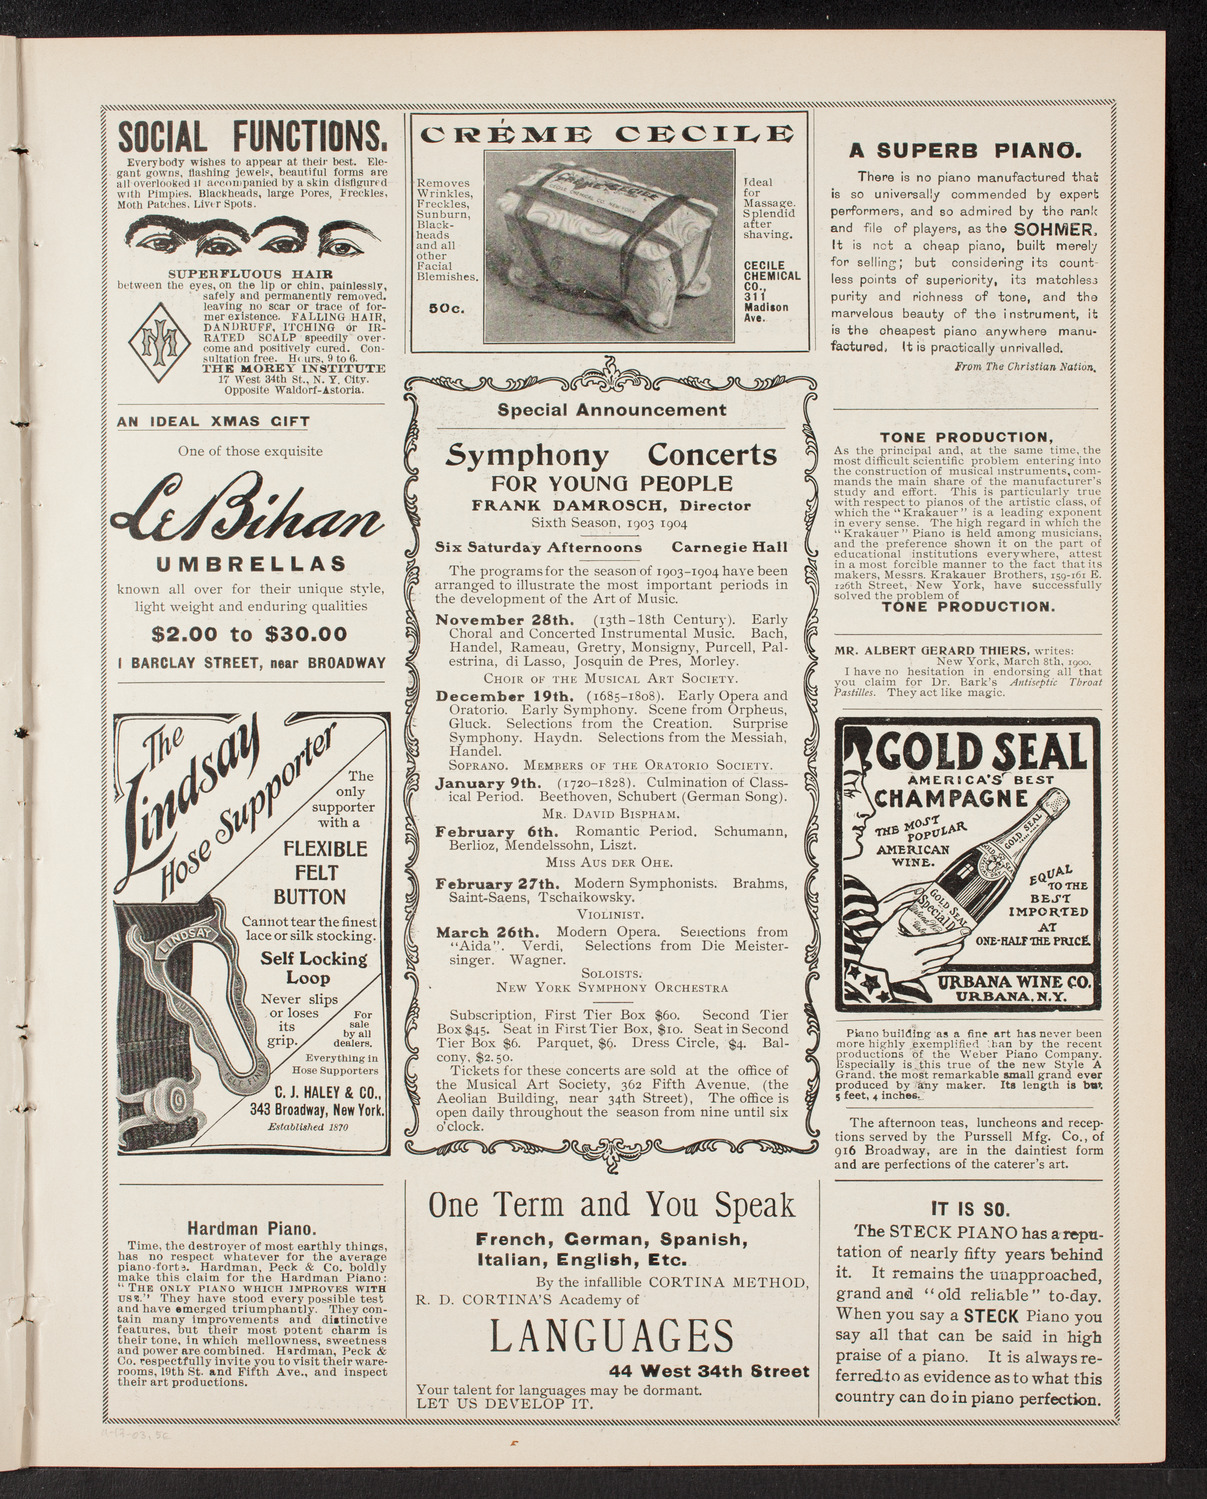 SOCIAL FUNCTIONS.
Everybody wishes to appear at their best. Ele-
gant gowns, flashing jewels, beautiful forms are
all overlooked if accompanied by a skin disfigured
with Pimples, Blackheads, large Pores, Freckles,
Moth Patches, Liver Spots.
SUPERFLUOUS HAIR
between the eyes, on the lip or chin, painlessly,
safely and permanently removed,
leaving no scar or trace of for-
mer existence. FALLING HAIR,
DANDRUFF, ITCHING or IR-
RATED SCALP speedily over-
come and positively cured. Con-
sultation free. Hours, 9 to 6.
THE MOREY INSTITUTE
17 West 34th St., N. Y. City.
Opposite Waldorf-Astoria.
AN IDEAL XMAS GIFT
One of those exquisite
Le Bihan
UMBRELLAS
known all over for their unique style,
light weight and enduring qualities
$2.00 to $30.00
1 BARCLAY STREET, near BROADWAY
The
Lindsay
Hose Supporter
The
only
supporter
with a
FLEXIBLE
FELT
BUTTON
Cannot tear the finest
lace or silk stocking.
Self Locking
Loop
Never slips
or loses
its
grip.
For
sale
by all
dealers.
Everything in
Hose Supporters
C. J. HALEY & CO.,
343 Broadway, New York.
Established 1870
LINDSAY
Hardman Piano.
Time, the destroyer of most earthly things,
has no respect whatever for the average
piano-forte. Hardman, Peck & Co. boldly
make this claim for the Hardman Piano:
"THE ONLY PIANO WHICH IMPROVES WITH
USE." They have stood every possible test
and have emerged triumphantly. They con-
tain many improvements and distinctive
features, but their most potent charm is
their tone, in which mellowness, sweetness
and power are combined. Hardman, Peck &
Co. respectfully invite you to visit their ware-
rooms, 19th St. and Fifth Ave., and inspect
their art productions.
CRÉME CECILE
Removes
Wrinkles,
Freckles,
Sunburn,
Black-
heads
and all
other
Facial
Blemishes.
50c.
Ideal
for
Massage.
Splendid
after
shaving.
CECILE
CHEMICAL
CO.,
311
Madison
Ave.
Special Announcement
Symphony Concerts
FOR YOUNG PEOPLE
FRANK DAMROSCH, Director
Sixth Season, 1903 1904
Six Saturday Afternoons Carnegie Hall
The programs for the season of 1903-1904 have been
arranged to illustrate the most important periods in
the development of the Art of Music.
November 28th. (13th-18th Century). Early
Choral and Concerted Instrumental Music. Bach,
Handel, Rameau, Gretry, Monsigny, Purcell, Pal-
estrina, di Lasso, Josquin de Pres, Morley.
CHOIR OF THE MUSICAL ART SOCIETY.
December 19th. (1685-1808). Early Opera and
Oratorio. Early Symphony. Scene from Orpheus,
Gluck. Selections from the Creation. Surprise
Symphony. Haydn. Selections from the Messiah,
Handel.
SOPRANO. MEMBERS OF THE ORATORIO SOCIETY.
January 9th. (1720-1828). Culmination of Class-
ical Period. Beethoven, Schubert (German Song).
MR. DAVID BISPHAM.
February 6th. Romantic Period. Schumann,
Berlioz, Mendelssohn, Liszt.
MISS AUS DER OHE.
February 27th. Modern Symphonists. Brahms,
Saint-Saens, Tschaikowsky.
VIOLINIST.
March 26th. Modern Opera. Selections from
"Aida". Verdi, Selections from Die Meister-
singer. Wagner.
SOLOISTS.
NEW YORK SYMPHONY ORCHESTRA
Subscription, First Tier Box $60. Second Tier
Box $45. Seat in First Tier Box, $10. Seat in Second
Tier Box $6. Parquet, $6. Dress Circle, $4. Bal-
cony, $2.50.
Tickets for these concerts are sold at the office of
the Musical Art Society, 362 Fifth Avenue, (the
Aeolian Building, near 34th Street), The office is
open daily throughout the season from nine until six
o'clock.
One Term and You Speak
French, German, Spanish,
Italian, English, Etc.
By the infallible CORTINA METHOD,
R. D. CORTINA'S Academy of
LANGUAGES
44 West 34th Street
Your talent for languages may be dormant.
LET US DEVELOP IT.
A SUPERB PIANO.
There is no piano manufactured that
is so universally commended by expert
performers, and so admired by the rank
and file of players, as the SOHMER.
It is not a cheap piano, built merely
for selling; but considering its count-
less points of superiority, its matchless
purity and richness of tone, and the
marvelous beauty of the instrument, it
is the cheapest piano anywhere manu-
factured. It is practically unrivalled.
From The Christian Nation.
TONE PRODUCTION,
As the principal and, at the same time, the
most difficult scientific problem entering into
the construction of musical instruments, com-
mands the main share of the manufacturer's
study and effort. This is particularly true
with respect to pianos of the artistic class, of
which the "Krakauer" is a leading exponent
in every sense. The high regard in which the
"Krakauer" Piano is held among musicians,
and the preference shown it on the part of
educational institutions everywhere, attest
in a most forcible manner to the fact that its
makers, Messrs. Krakauer Brothers, 159-161 E.
126th Street, New York, have successfully
solved the problem of
TONE PRODUCTION.
MR. ALBERT GERARD THIERS, writes:
New York, March 8th, 1900.
I have no hesitation in endorsing all that
you claim for Dr. Bark's Antiseptic Throat
Pastilles. They act like magic.
GOLD SEAL
AMERICA'S BEST
CHAMPAGNE
THE MOST
POPULAR
AMERICAN
WINE.
EQUAL
TO THE
BEST
IMPORTED
AT
ONE-HALF THE PRICE.
GOLD SEAL
GOLD SEAL
Special Dry
URBANA WINE CO.
URBANA, N.Y.
Piano building as a fine art has never been
more highly exemplified than by the recent
productions of the Weber Piano Company.
Especially is this true of the new Style A
Grand, the most remarkable small grand ever
produced by any maker. Its length is but
5 feet, 4 inches.
The afternoon teas, luncheons and recep-
tions served by the Purssell Mfg. Co., of
916 Broadway, are in the daintiest form
and are perfections of the caterer's art.
IT IS SO.
The STECK PIANO has a repu-
tation of nearly fifty years behind
it. It remains the unapproached,
grand and "old reliable" to-day.
When you say a STECK Piano you
say all that can be said in high
praise of a piano. It is always re-
ferred to as evidence as to what this
country can do in piano perfection.